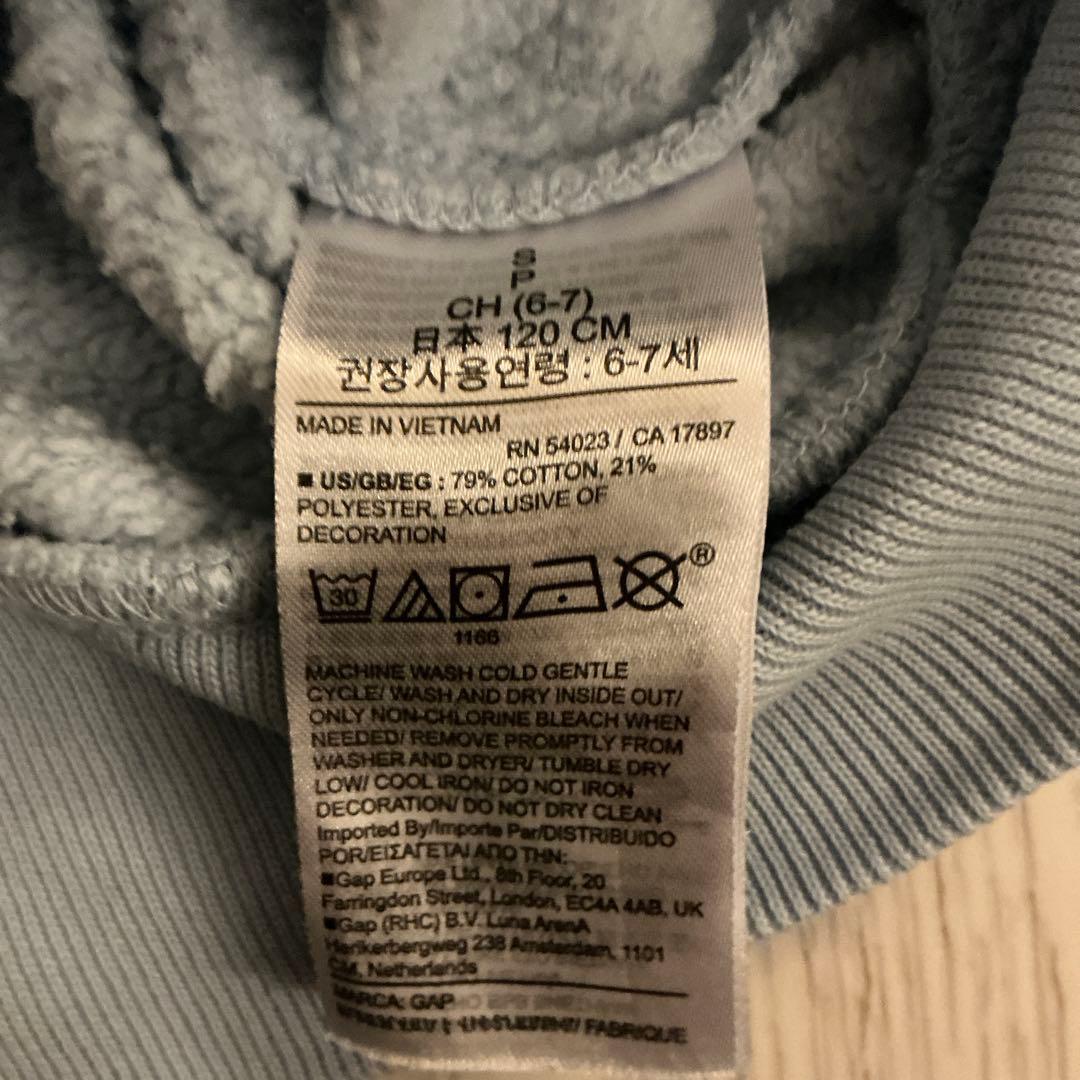 S
P
CH (6-7)
日本 120 CM
권장사용연령 : 6-7세
MADE IN VIETNAM
RN 54023 / CA 17897
■ US/GB/EG : 79% COTTON, 21%
POLYESTER, EXCLUSIVE OF
DECORATION
30
®
1166
MACHINE WASH COLD GENTLE
CYCLE/ WASH AND DRY INSIDE OUT/
ONLY NON-CHLORINE BLEACH WHEN
NEEDED/ REMOVE PROMPTLY FROM
WASHER AND DRYER/ TUMBLE DRY
LOW/ COOL IRON/ DO NOT IRON
DECORATION/ DO NOT DRY CLEAN
Imported By/Importe Par/DISTRIBUIDO
POR/ΕΙΣΑΓΕΤΑΙ ΑΠΟ ΤΗΝ:
■Gap Europe Ltd., 8th Floor, 20
Farringdon Street, London, EC4A 4AB, UK
■Gap (RHC) B.V. Luna ArenA
Herikerbergweg 238 Amsterdam, 1101
CM, Netherlands
MARCA: GAP
FABRIQUE